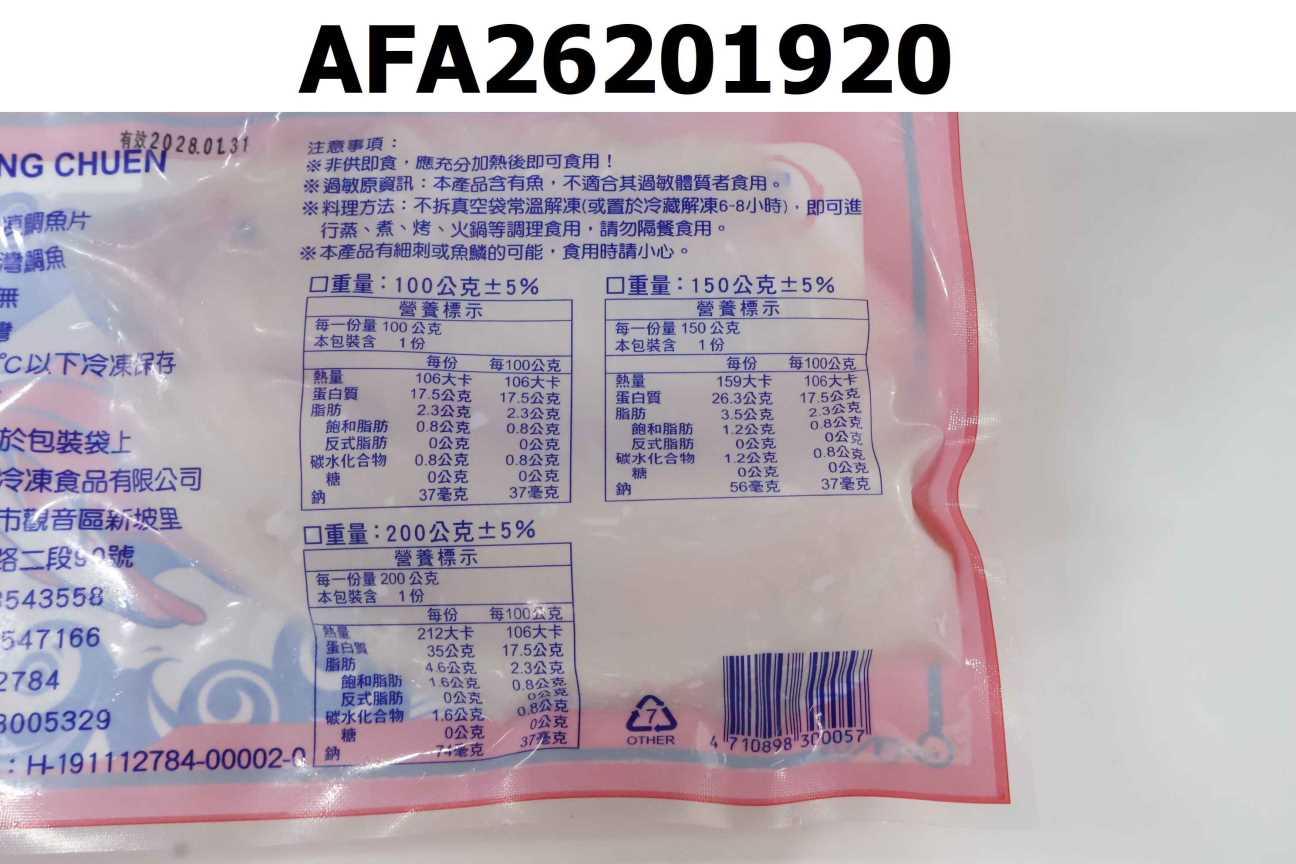 AFA26201920
有效2028.01.31
NG CHUEN
鯛魚片
灣鯛魚
無
灣
℃以下冷凍保存
於包裝袋上
冷凍食品有限公司
市觀音區新坡里
路二段90號
3543558
547166
2784
3005329
：H-191112784-00002-0
注意事項：
※非供即食，應充分加熱後即可食用！
※過敏原資訊：本產品含有魚，不適合其過敏體質者食用。
※料理方法：不拆真空袋常溫解凍(或置於冷藏解凍6-8小時)，即可進
行蒸、煮、烤、火鍋等調理食用，請勿隔餐食用。
※本產品有細刺或魚鱗的可能，食用時請小心。
□重量：100公克±5%
營養標示
每一份量 100 公克
本包裝含 1份
每份 每100公克
熱量 106大卡 106大卡
蛋白質 17.5公克 17.5公克
脂肪 2.3公克 2.3公克
飽和脂肪 0.8公克 0.8公克
反式脂肪 0公克 0公克
碳水化合物 0.8公克 0.8公克
糖 0公克 0公克
鈉 37毫克 37毫克
□重量：150公克±5%
營養標示
每一份量 150 公克
本包裝含 1份
每份 每100公克
熱量 159大卡 106大卡
蛋白質 26.3公克 17.5公克
脂肪 3.5公克 2.3公克
飽和脂肪 1.2公克 0.8公克
反式脂肪 0公克 0公克
碳水化合物 1.2公克 0.8公克
糖 0公克 0公克
鈉 56毫克 37毫克
□重量：200公克±5%
營養標示
每一份量 200 公克
本包裝含 1份
每份 每100公克
熱量 212大卡 106大卡
蛋白質 35公克 17.5公克
脂肪 4.6公克 2.3公克
飽和脂肪 1.6公克 0.8公克
反式脂肪 0公克 0公克
碳水化合物 1.6公克 0.8公克
糖 0公克 0公克
鈉 74毫克 37毫克
7
OTHER
4 710898 300057